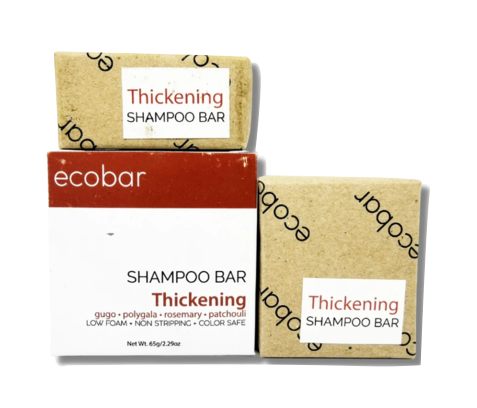 Thickening
SHAMPOO BAR
ecobar
SHAMPOO BAR
Thickening
gugo • polygala • rosemary • patchouli
LOW FOAM • NON STRIPPING • COLOR SAFE
Net Wt. 65g/2.29oz
ecobar
ecobar
ecobar
Thickening
SHAMPOO BAR